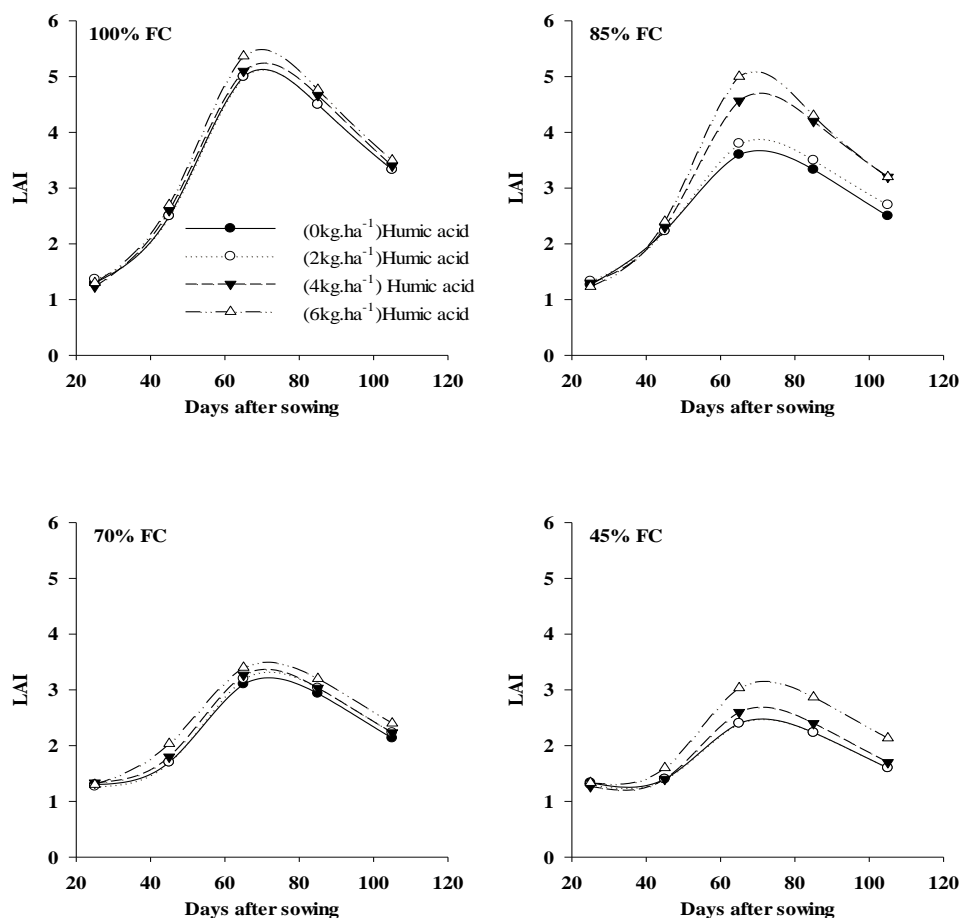 100% FC
6
5
4
3
2
1
0
LAI
20 40 60 80 100 120
Days after sowing
(0kg.ha⁻¹)Humic acid
(2kg.ha⁻¹)Humic acid
(4kg.ha⁻¹) Humic acid
(6kg.ha⁻¹)Humic acid
85% FC
6
5
4
3
2
1
0
LAI
20 40 60 80 100 120
Days after sowing
70% FC
6
5
4
3
2
1
0
LAI
20 40 60 80 100 120
Days after sowing
45% FC
6
5
4
3
2
1
0
LAI
20 40 60 80 100 120
Days after sowing